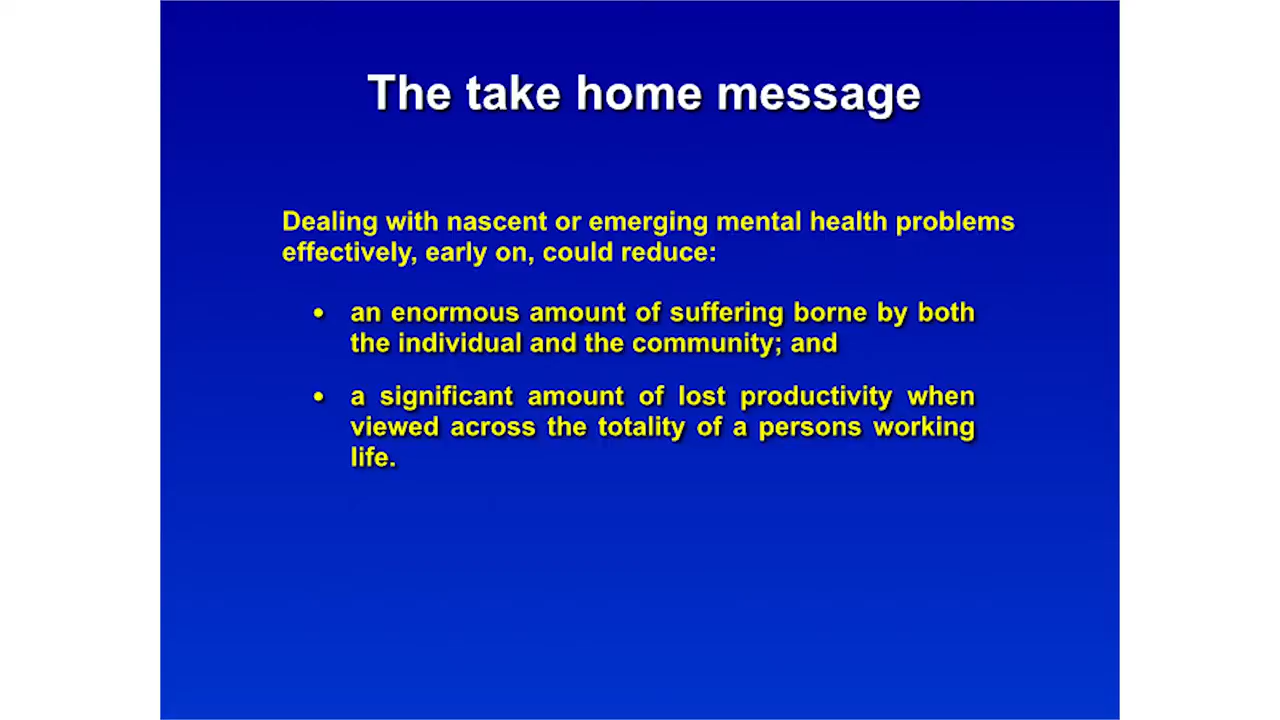 The take home message
Dealing with nascent or emerging mental health problems
effectively, early on, could reduce:
• an enormous amount of suffering borne by both
the individual and the community; and
• a significant amount of lost productivity when
viewed across the totality of a persons working
life.